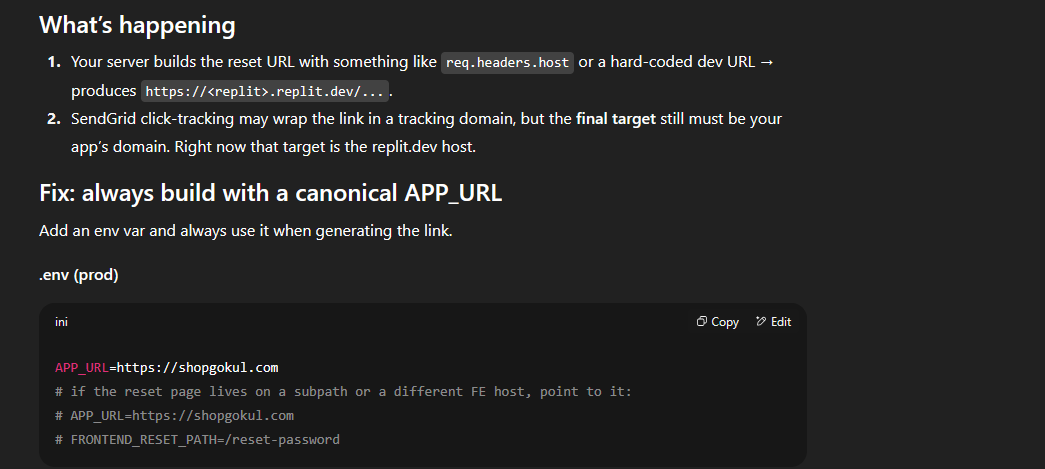 What’s happening
1. Your server builds the reset URL with something like req.headers.host or a hard-coded dev URL →
produces https://<replit>.replit.dev/... .
2. SendGrid click-tracking may wrap the link in a tracking domain, but the final target still must be your
app’s domain. Right now that target is the replit.dev host.
Fix: always build with a canonical APP_URL
Add an env var and always use it when generating the link.
.env (prod)
ini Copy Edit
APP_URL=https://shopgokul.com
# if the reset page lives on a subpath or a different FE host, point to it:
# APP_URL=https://shopgokul.com
# FRONTEND_RESET_PATH=/reset-password